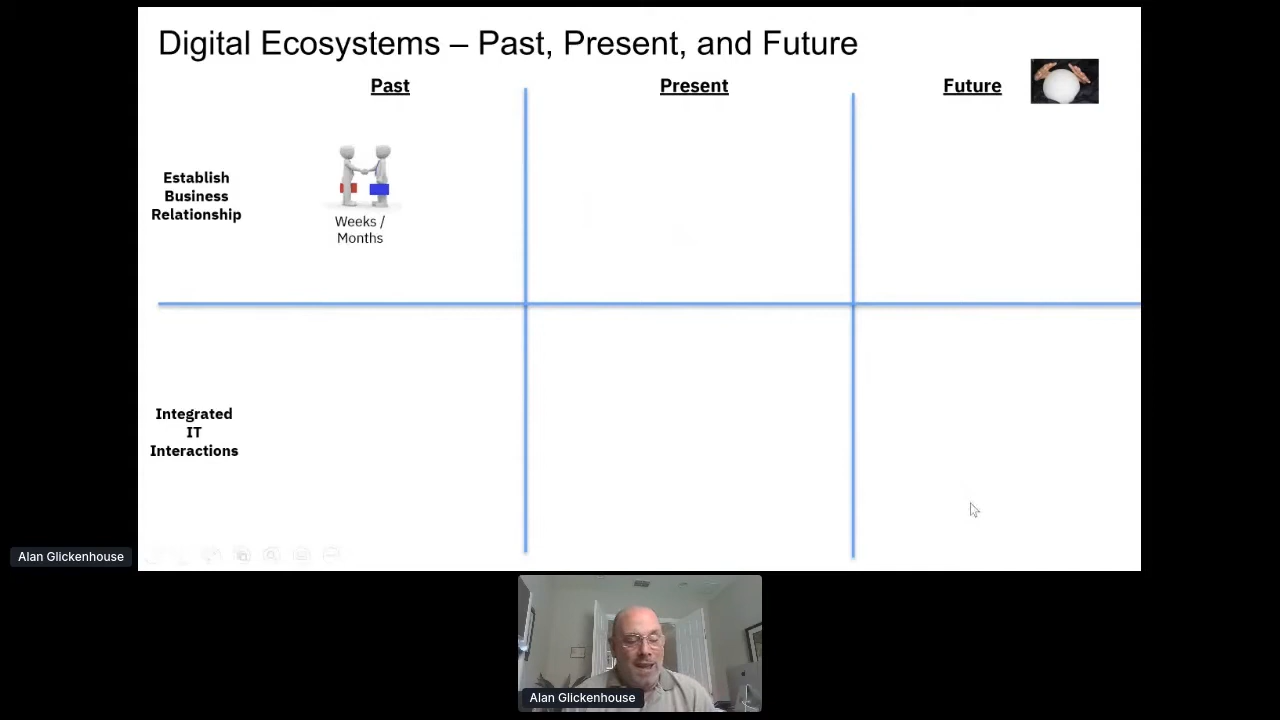 Digital Ecosystems – Past, Present, and Future
Past
Present
Future
Establish
Business
Relationship
Weeks /
Months
Integrated
IT
Interactions
Alan Glickenhouse
Alan Glickenhouse